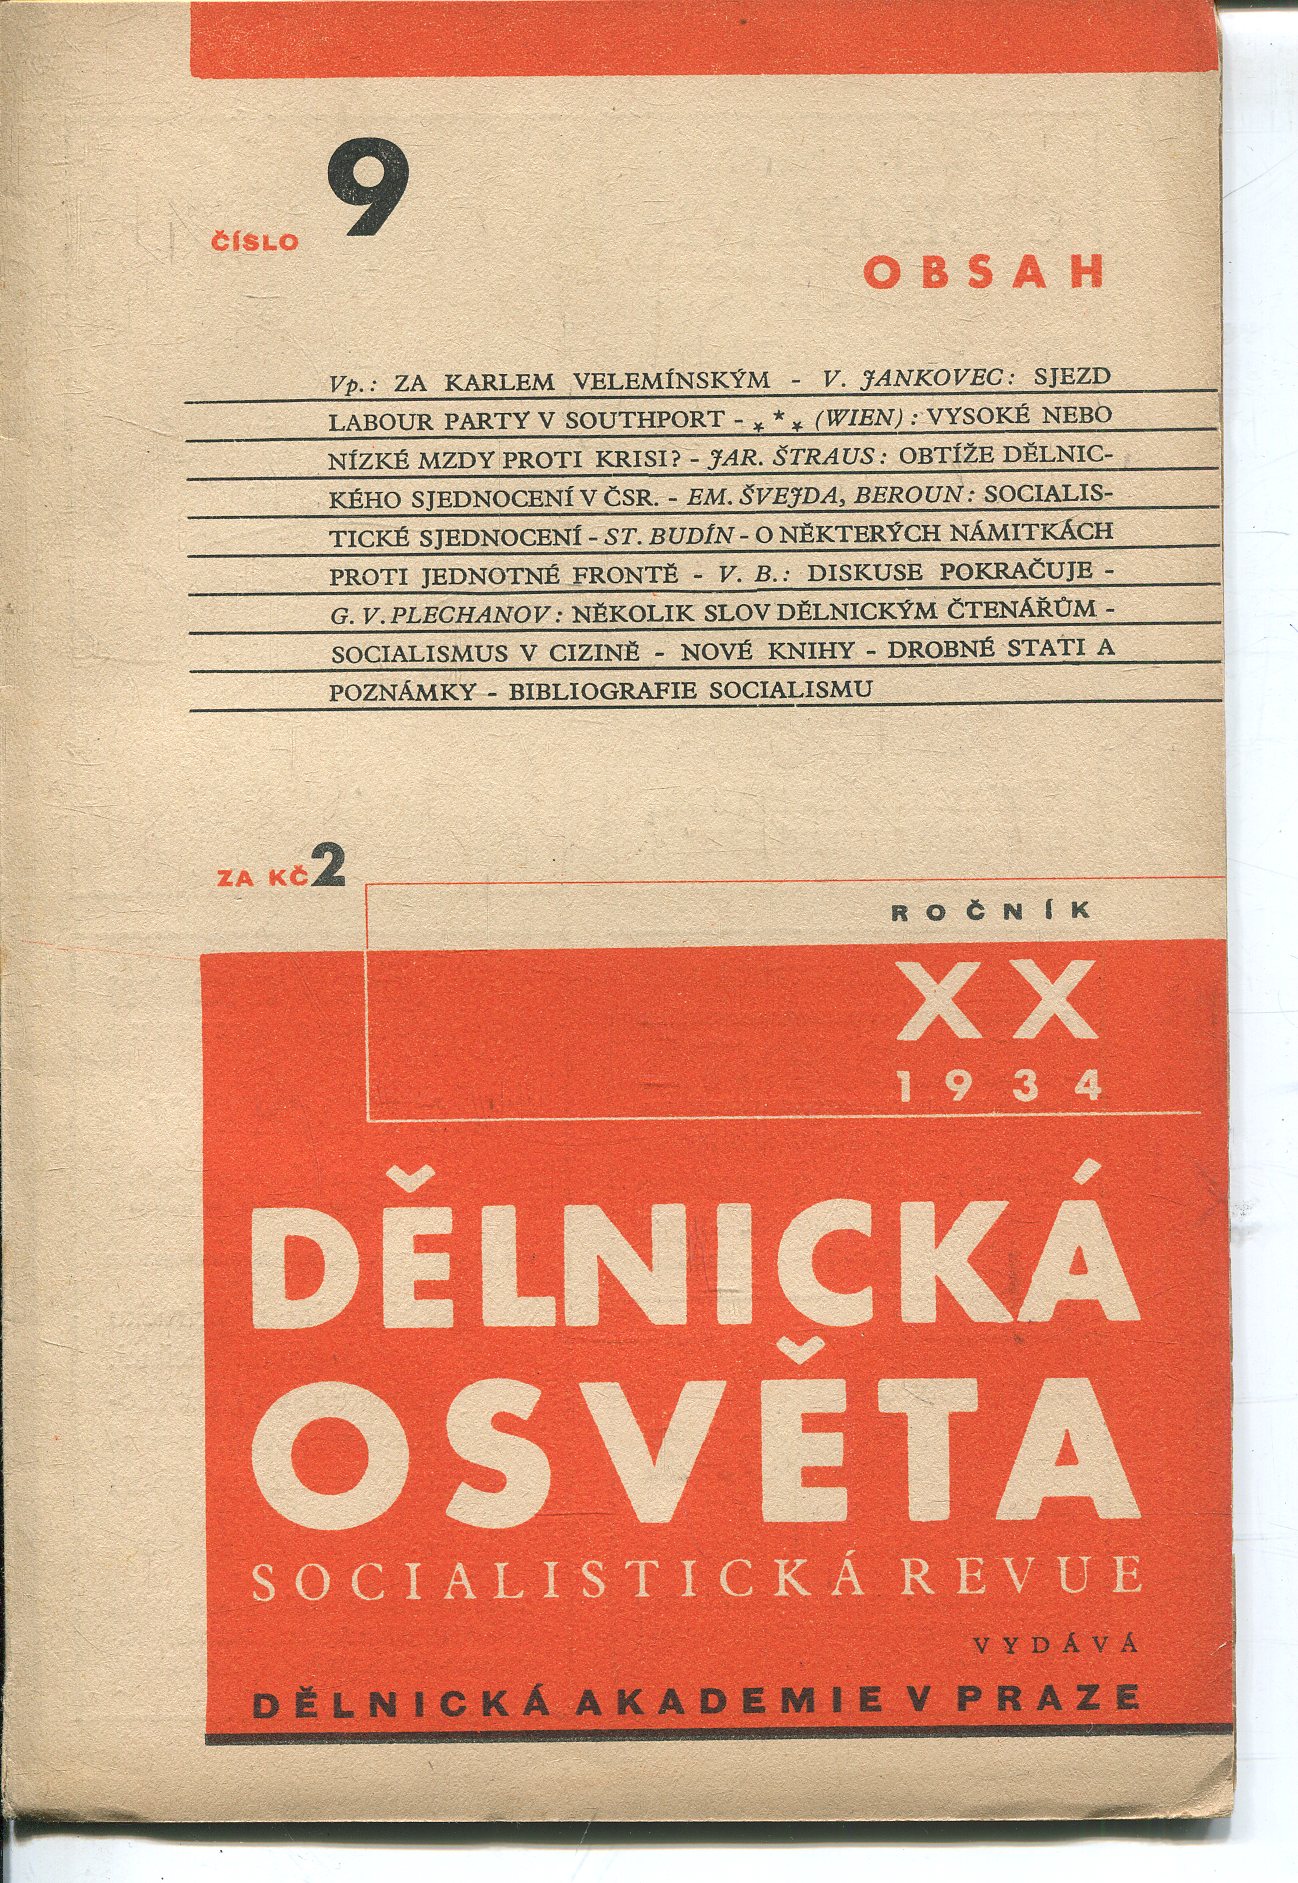 ČÍSLO 9
OBSAH
Vp.: ZA KARLEM VELEMÍNSKÝM - V. JANKOVEC: SJEZD
LABOUR PARTY V SOUTHPORT - * * * (WIEN): VYSOKÉ NEBO
NÍZKÉ MZDY PROTI KRISI? - JAR. ŠTRAUS: OBTÍŽE DĚLNIC-
KÉHO SJEDNOCENÍ V ČSR. - EM. ŠVEJDA, BEROUN: SOCIALIS-
TICKÉ SJEDNOCENÍ - ST. BUDÍN - O NĚKTERÝCH NÁMITKÁCH
PROTI JEDNOTNÉ FRONTĚ - V. B.: DISKUSE POKRAČUJE -
G. V. PLECHANOV: NĚKOLIK SLOV DĚLNICKÝM ČTENÁŘŮM -
SOCIALISMUS V CIZINĚ - NOVÉ KNIHY - DROBNÉ STATI A
POZNÁMKY - BIBLIOGRAFIE SOCIALISMU
ZA KČ 2
ROČNÍK
XX
1934
DĚLNICKÁ
OSVĚTA
SOCIALISTICKÁ REVUE
VYDÁVÁ
DĚLNICKÁ AKADEMIE V PRAZE